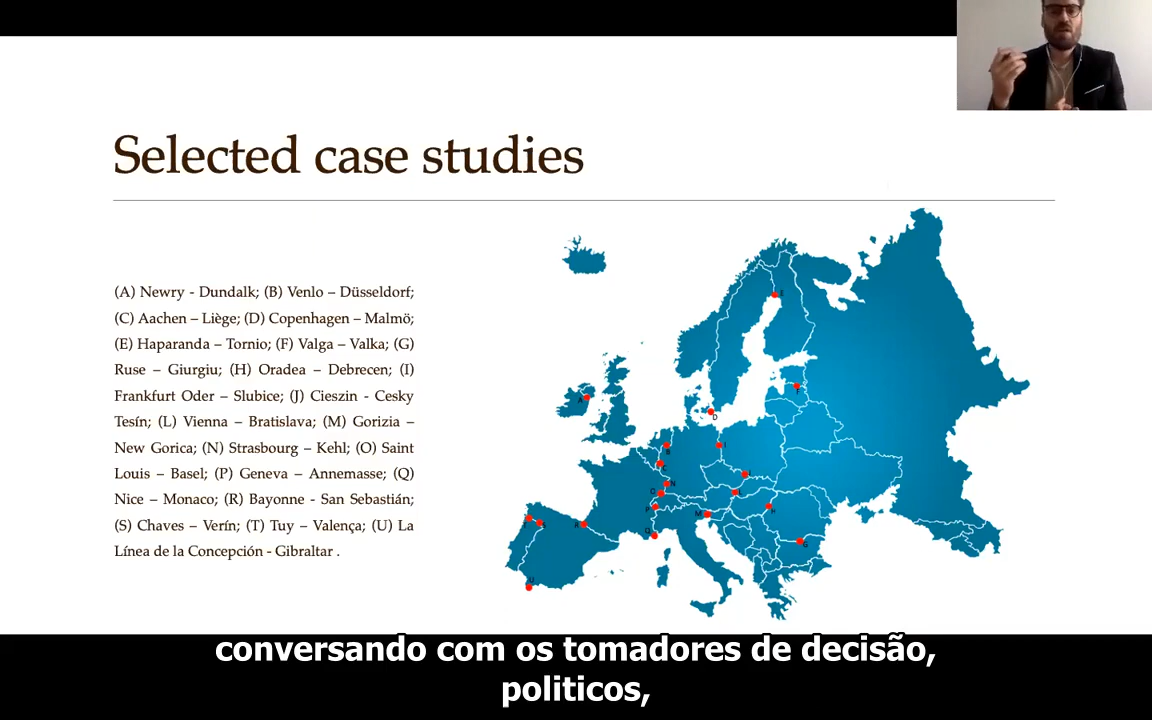 Selected case studies
(A) Newry - Dundalk; (B) Venlo – Düsseldorf;
(C) Aachen – Liège; (D) Copenhagen – Malmö;
(E) Haparanda – Tornio; (F) Valga – Valka; (G)
Ruse – Giurgiu; (H) Oradea – Debrecen; (I)
Frankfurt Oder – Slubice; (J) Cieszin - Cesky
Tesín; (L) Vienna – Bratislava; (M) Gorizia –
New Gorica; (N) Strasbourg – Kehl; (O) Saint
Louis – Basel; (P) Geneva – Annemasse; (Q)
Nice – Monaco; (R) Bayonne - San Sebastián;
(S) Chaves – Verín; (T) Tuy – Valença; (U) La
Línea de la Concepción - Gibraltar .
E
A
F
D
B
I
C
J
N
O
L
P
H
M
R
Q
G
U
conversando com os tomadores de decisão,
politicos,